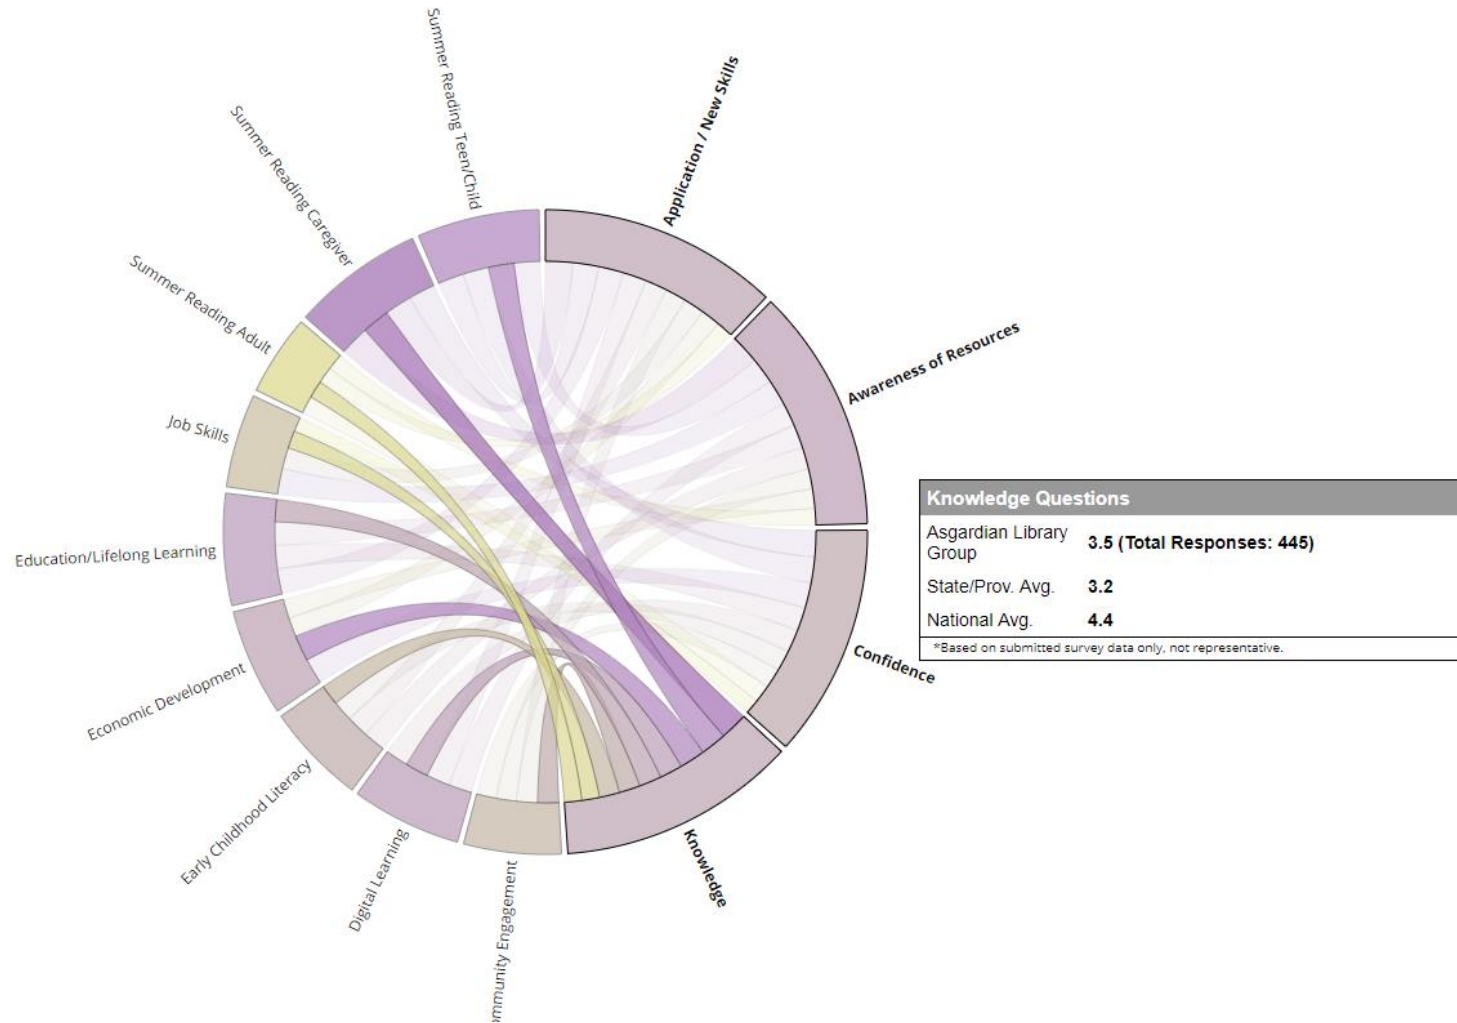 Summer Reading Teen/Child
Application / New Skills
Summer Reading Caregiver
Summer Reading Adult
Awareness of Resources
Job Skills
Education/Lifelong Learning
Knowledge Questions
Asgardian Library
Group
3.5 (Total Responses: 445)
State/Prov. Avg.
3.2
National Avg.
4.4
*Based on submitted survey data only, not representative.
Confidence
Economic Development
Early Childhood Literacy
Digital Learning
Knowledge
Engagement